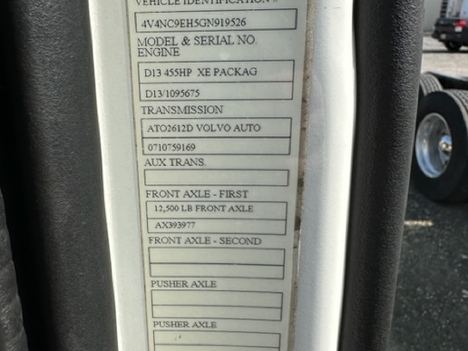 VEHICLE IDENTIFICATION #
4V4NC9EH5GN919526
MODEL & SERIAL NO.
ENGINE
D13 455HP XE PACKAG
D13/1095675
TRANSMISSION
ATO2612D VOLVO AUTO
0710759169
AUX TRANS.
FRONT AXLE - FIRST
12,500 LB FRONT AXLE
AX393977
FRONT AXLE - SECOND
PUSHER AXLE
PUSHER AXLE